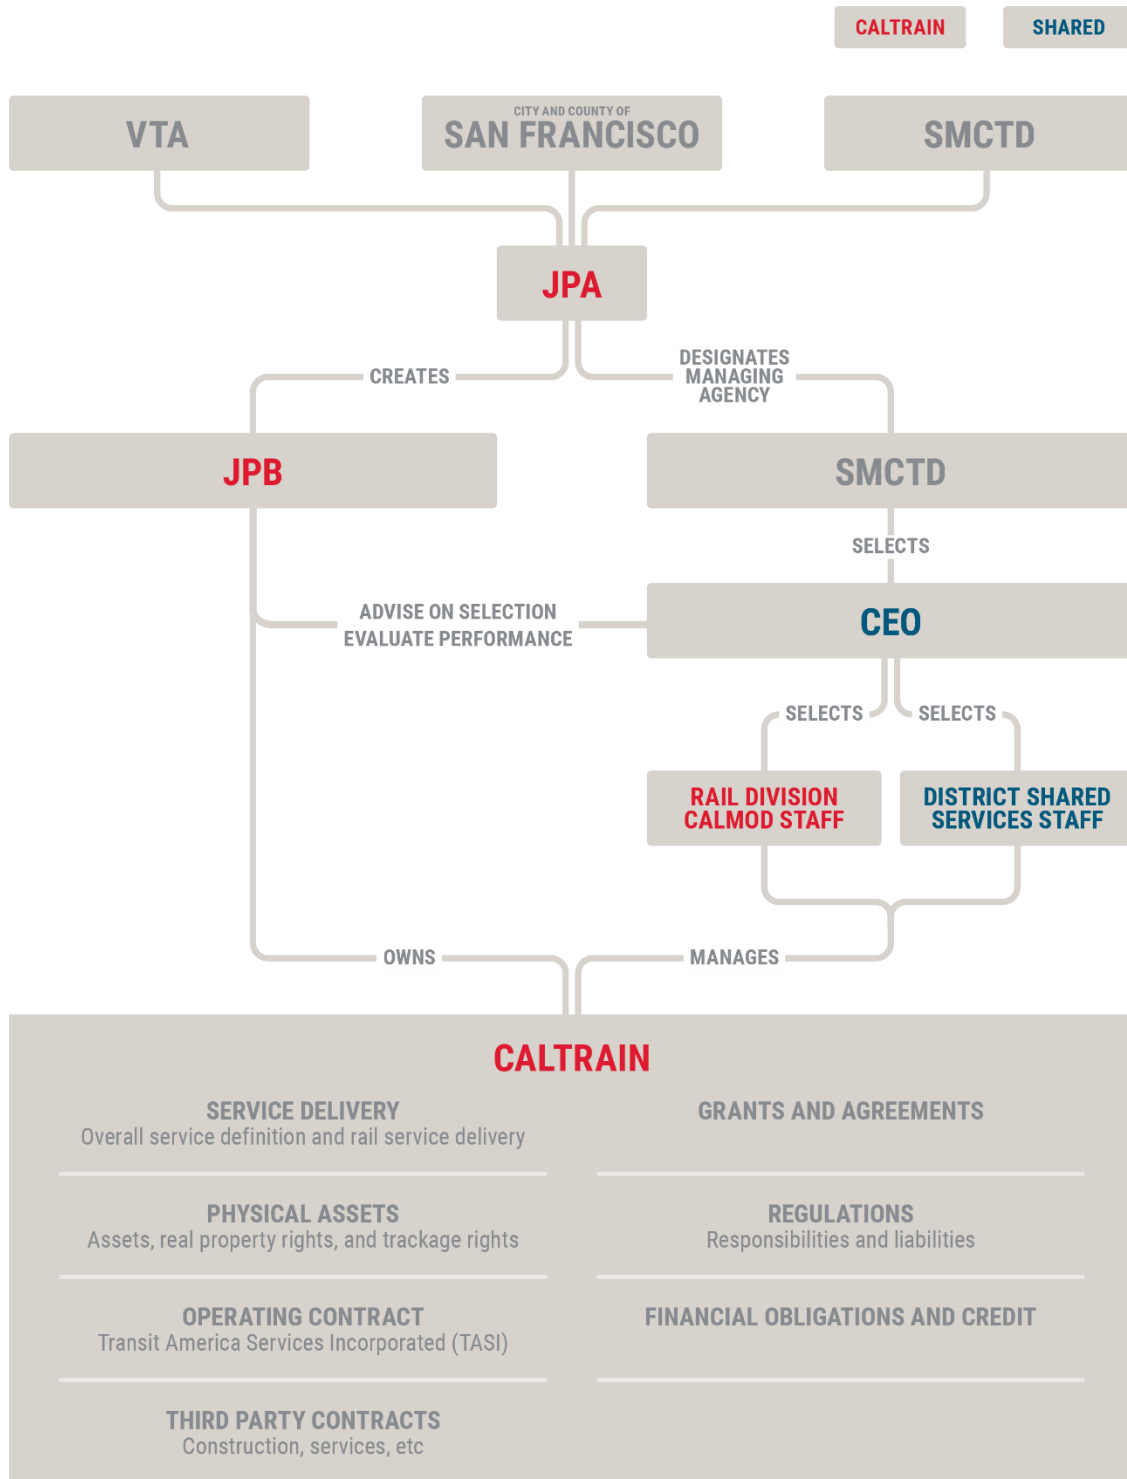 CALTRAIN
SHARED
VTA
CITY AND COUNTY OF
SAN FRANCISCO
SMCTD
JPA
CREATES
DESIGNATES
MANAGING
AGENCY
JPB
SMCTD
SELECTS
ADVISE ON SELECTION
EVALUATE PERFORMANCE
CEO
SELECTS
SELECTS
RAIL DIVISION
CALMOD STAFF
DISTRICT SHARED
SERVICES STAFF
OWNS
MANAGES
CALTRAIN
SERVICE DELIVERY
Overall service definition and rail service delivery
GRANTS AND AGREEMENTS
PHYSICAL ASSETS
Assets, real property rights, and trackage rights
REGULATIONS
Responsibilities and liabilities
OPERATING CONTRACT
Transit America Services Incorporated (TASI)
FINANCIAL OBLIGATIONS AND CREDIT
THIRD PARTY CONTRACTS
Construction, services, etc